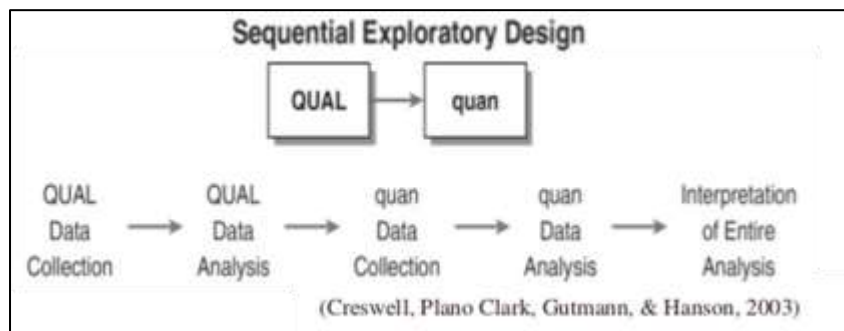 Sequential Exploratory Design
QUAL
quan
QUAL
Data
Collection
QUAL
Data
Analysis
quan
Data
Collection
quan
Data
Analysis
Interpretation
of Entire
Analysis
(Creswell, Plano Clark, Gutmann, & Hanson, 2003)